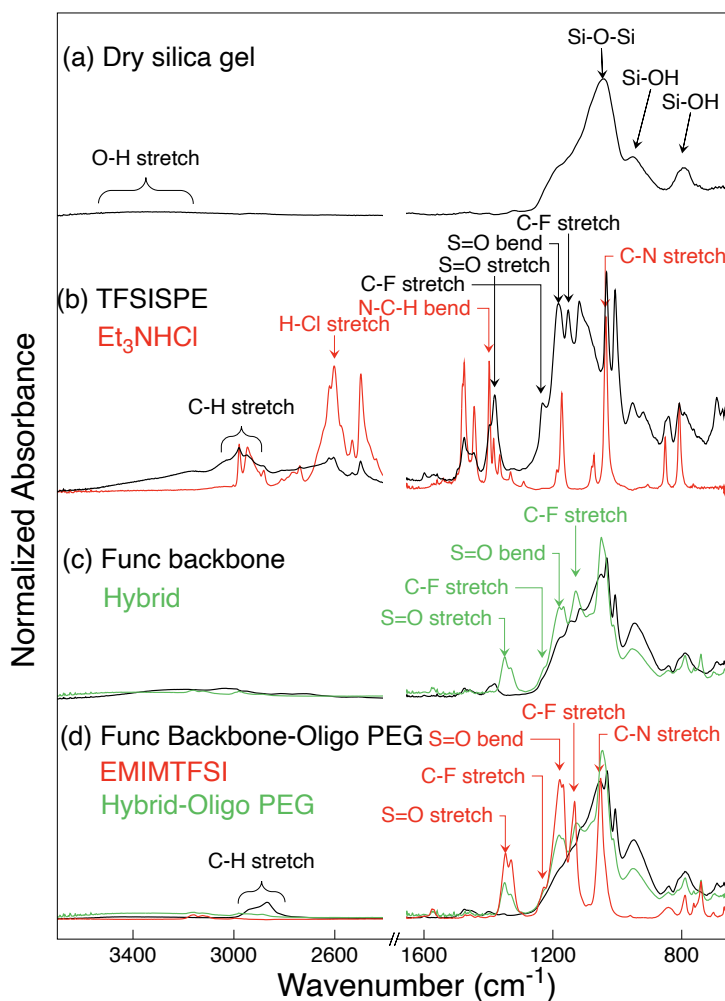 (a) Dry silica gel
Si-O-Si
Si-OH
Si-OH
O-H stretch
C-F stretch
S=O bend
S=O stretch
C-N stretch
C-F stretch
(b) TFSISPE
N-C-H bend
Et₃NHCl
H-Cl stretch
C-H stretch
C-F stretch
(c) Func backbone
S=O bend
Hybrid
C-F stretch
S=O stretch
(d) Func Backbone-Oligo PEG
C-F stretch
C-N stretch
S=O bend
EMIMTFSI
C-F stretch
Hybrid-Oligo PEG
S=O stretch
C-H stretch
Normalized Absorbance
3400
3000
2600
//
1600
1200
800
Wavenumber (cm⁻¹)